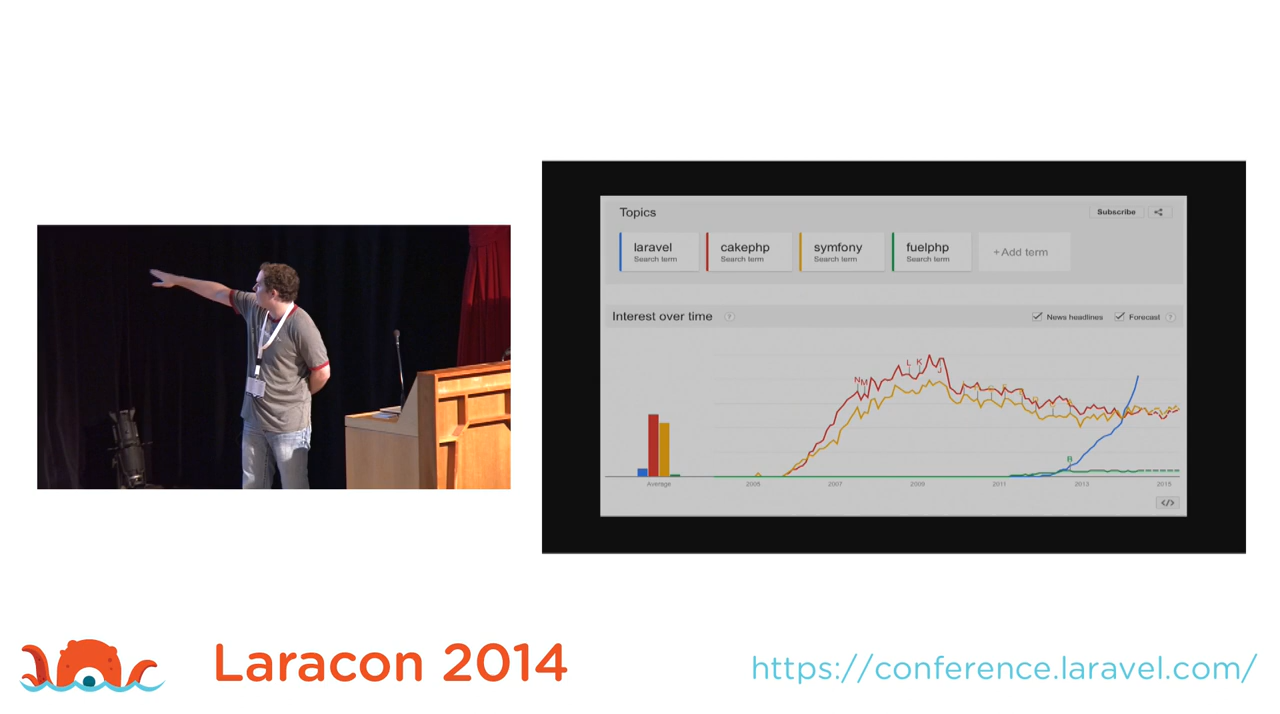 Topics
Subscribe
laravel
Search term
cakephp
Search term
symfony
Search term
fuelphp
Search term
+Add term
Interest over time ?
News headlines
Forecast ?
N M L K J
B
Average 2005 2007 2009 2011 2013 2015
</>
Laracon 2014
https://conference.laravel.com/